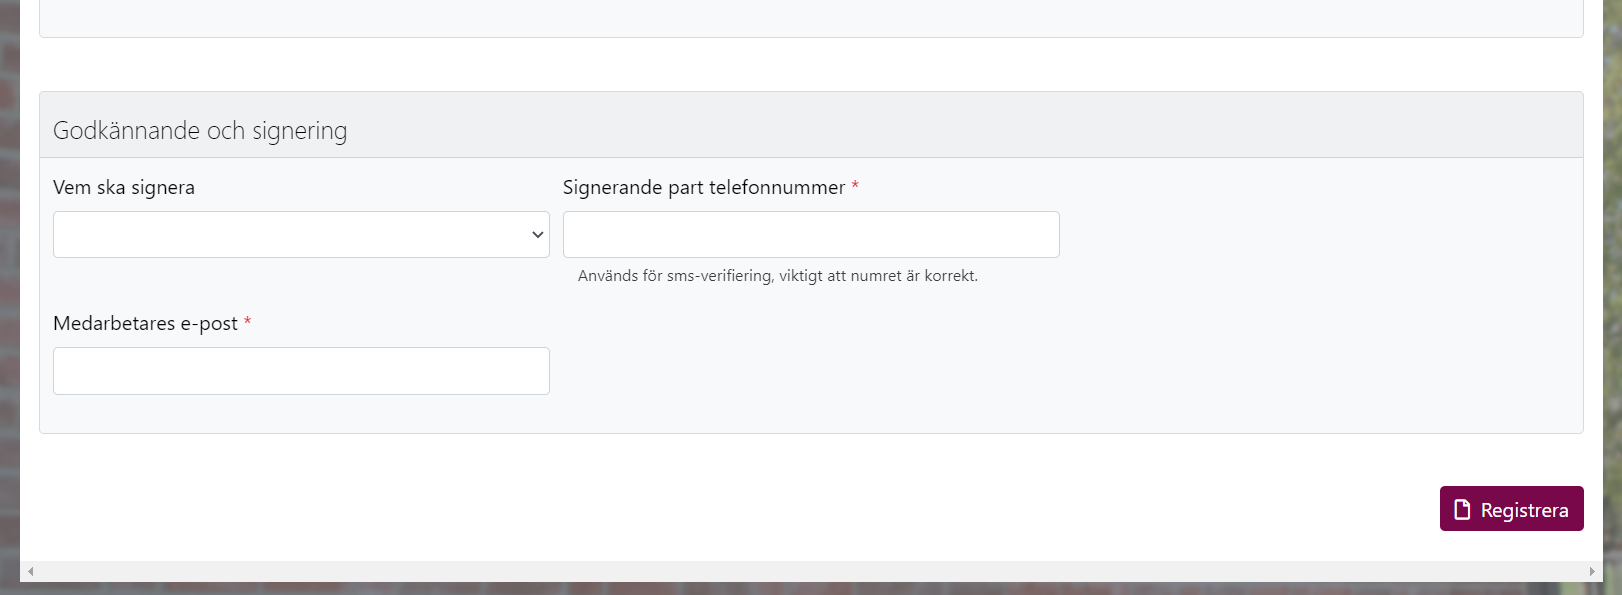 Godkännande och signering
Vem ska signera
Signerande part telefonnummer *
Används för sms-verifiering, viktigt att numret är korrekt.
Medarbetares e-post *
Registrera